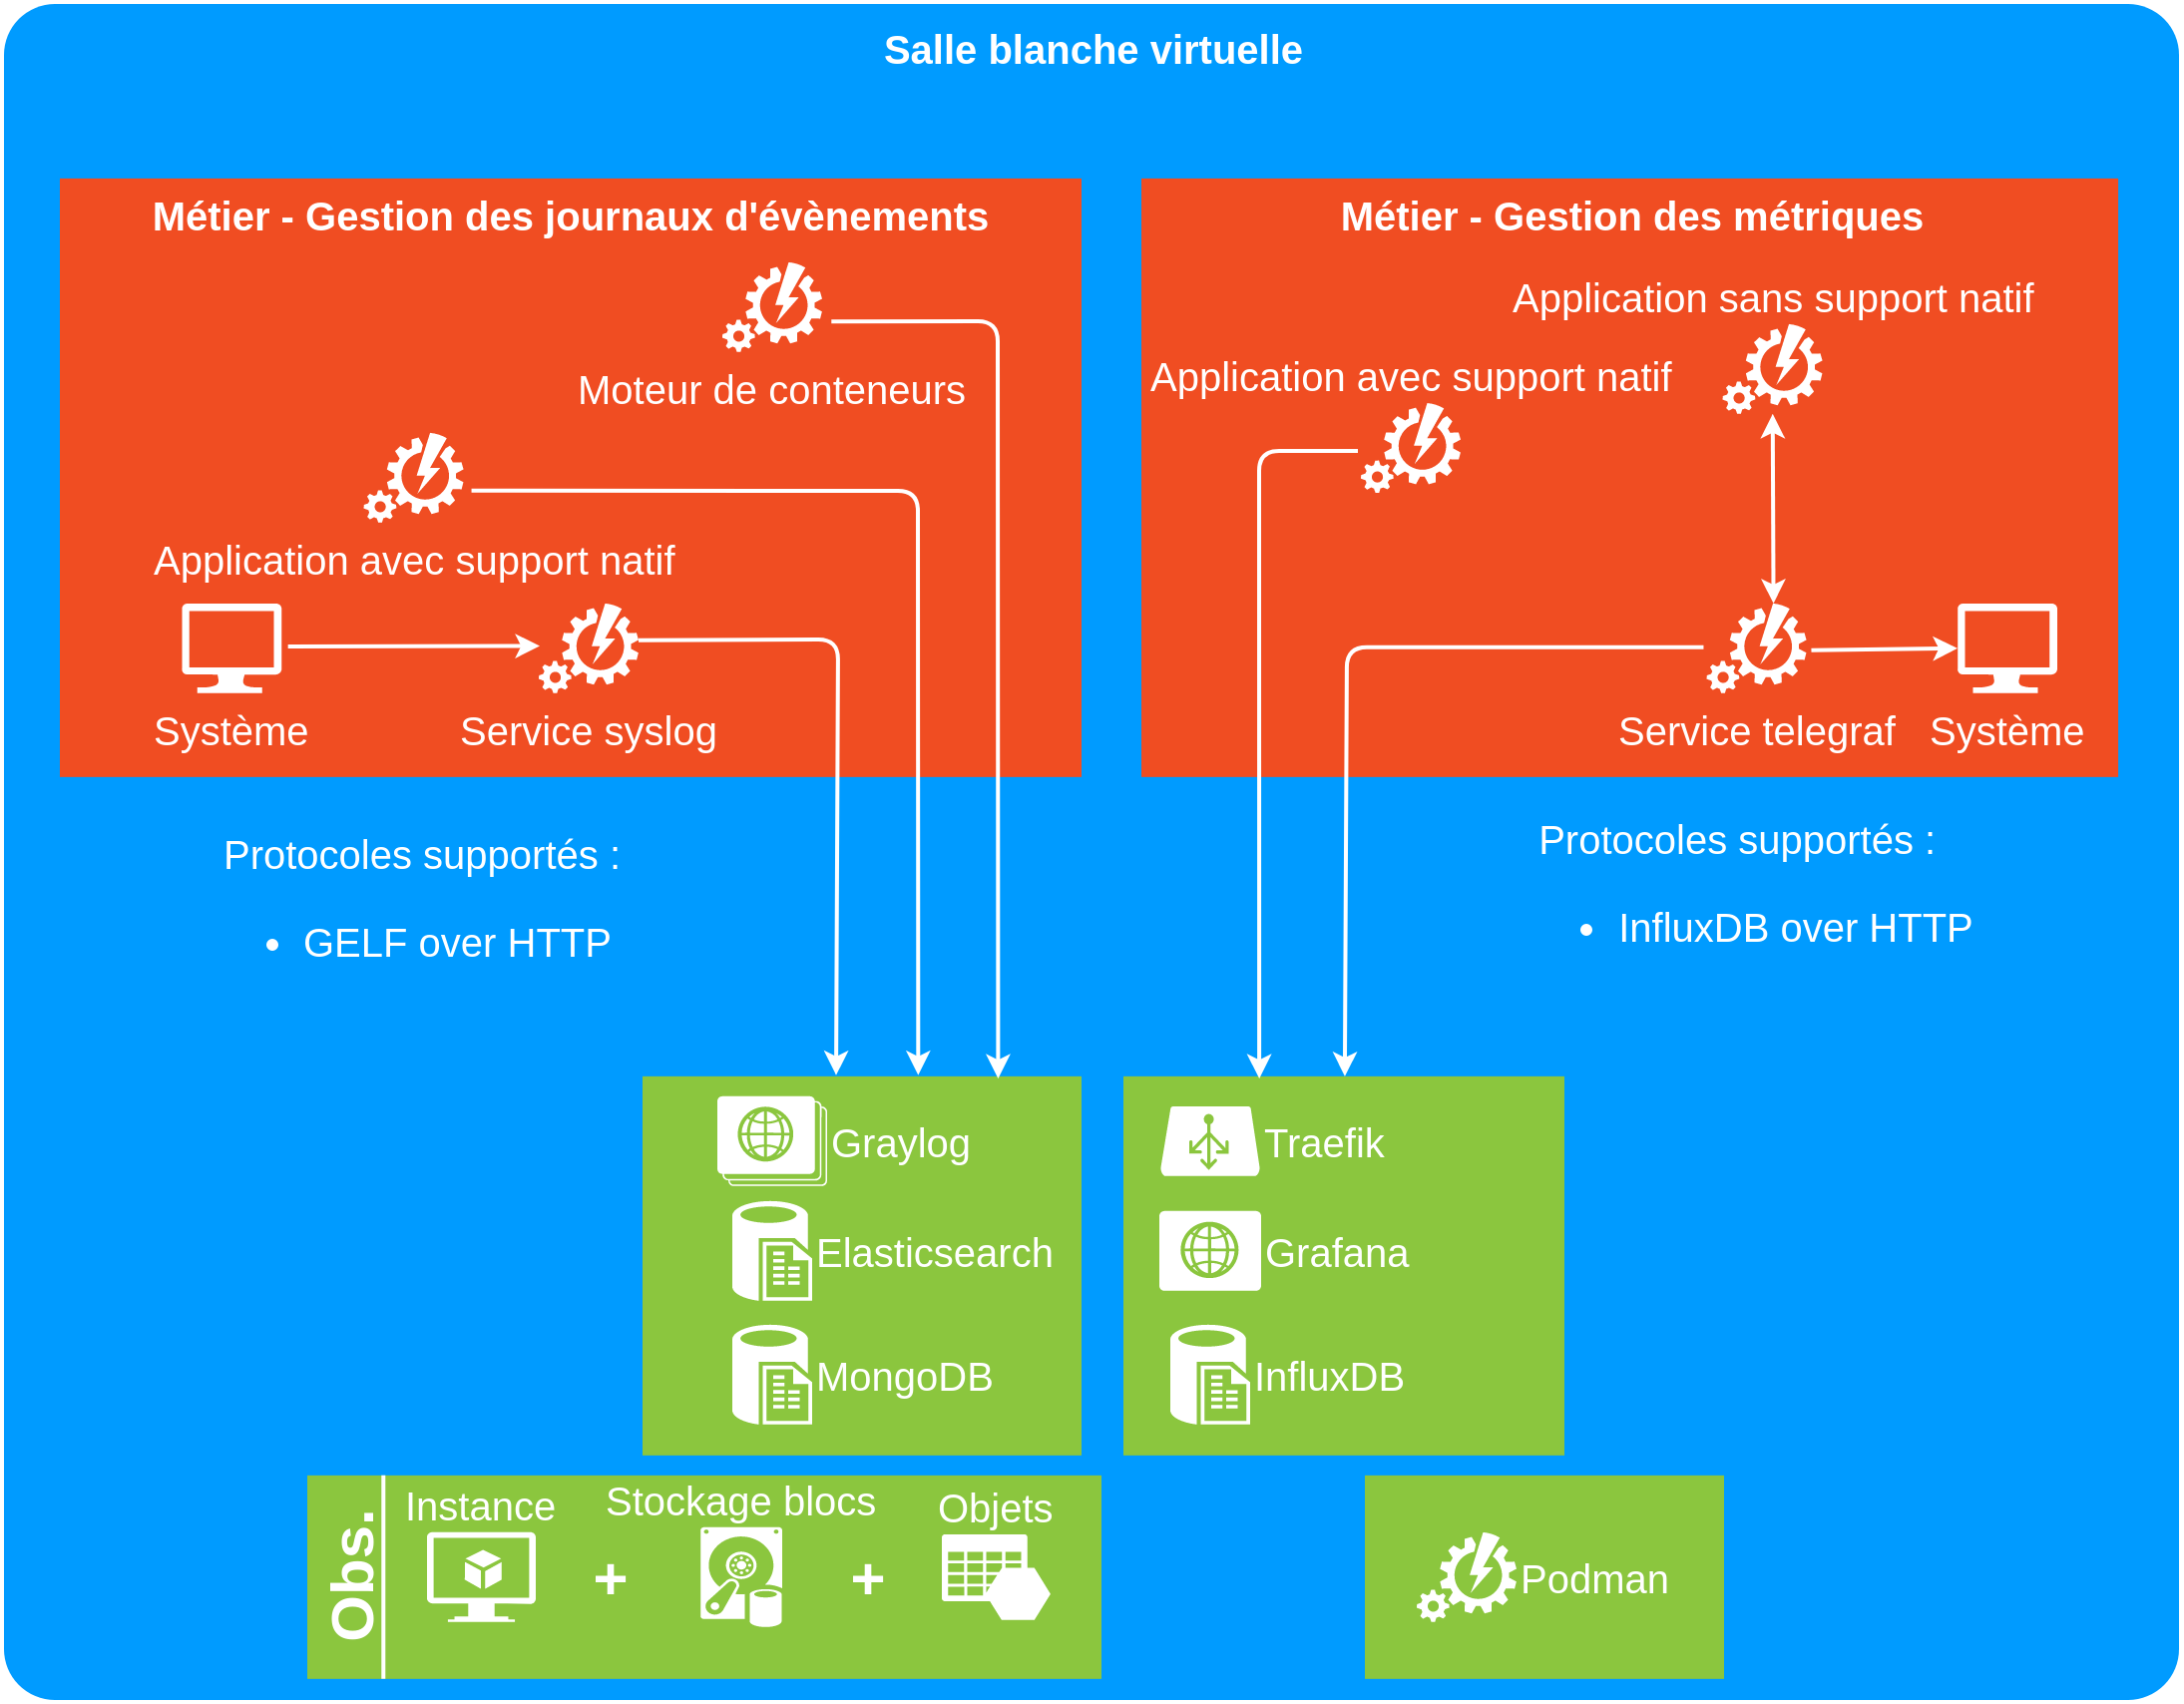 Salle blanche virtuelle
Métier - Gestion des journaux d'évènements
Moteur de conteneurs
Application avec support natif
Système
Service syslog
Métier - Gestion des métriques
Application sans support natif
Application avec support natif
Service telegraf
Système
Protocoles supportés :
• GELF over HTTP
Protocoles supportés :
• InfluxDB over HTTP
Graylog
Elasticsearch
MongoDB
Traefik
Grafana
InfluxDB
Obs.
Instance
+
Stockage blocs
+
Objets
Podman